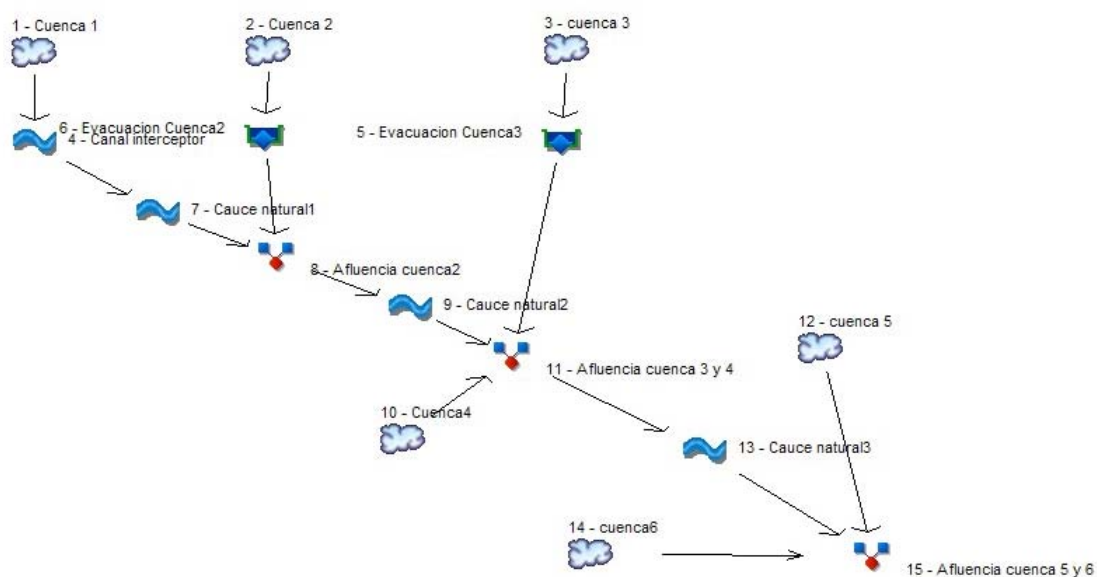 1 - Cuenca 1
2 - Cuenca 2
3 - cuenca 3
6 - Evacuacion Cuenca2
4 - Canal interceptor
5 - Evacuacion Cuenca3
7 - Cauce natural1
8 - Afluencia cuenca2
9 - Cauce natural2
12 - cuenca 5
11 - Afluencia cuenca 3 y 4
10 - Cuenca4
13 - Cauce natural3
14 - cuenca6
15 - Afluencia cuenca 5 y 6